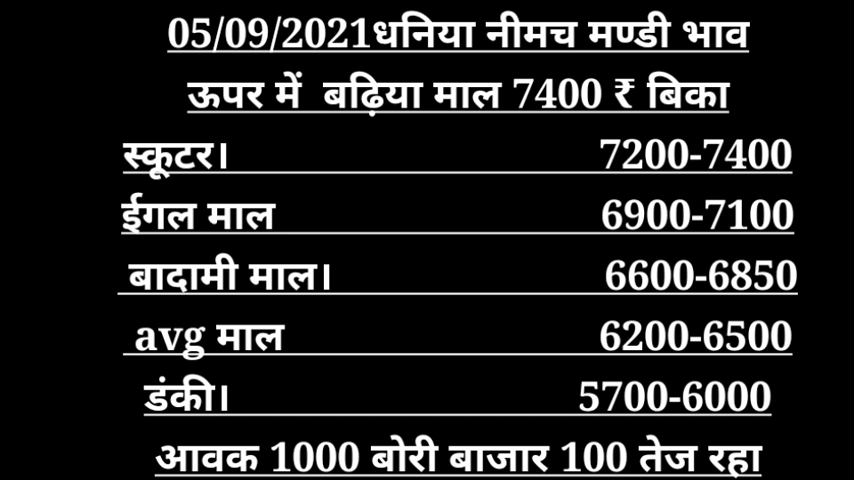 05/09/2021धनिया नीमच मण्डी भाव
ऊपर में बढ़िया माल 7400 ₹ बिका
स्कूटर। 7200-7400
ईगल माल 6900-7100
बादामी माल। 6600-6850
avg माल 6200-6500
डंकी। 5700-6000
आवक 1000 बोरी बाजार 100 तेज रहा